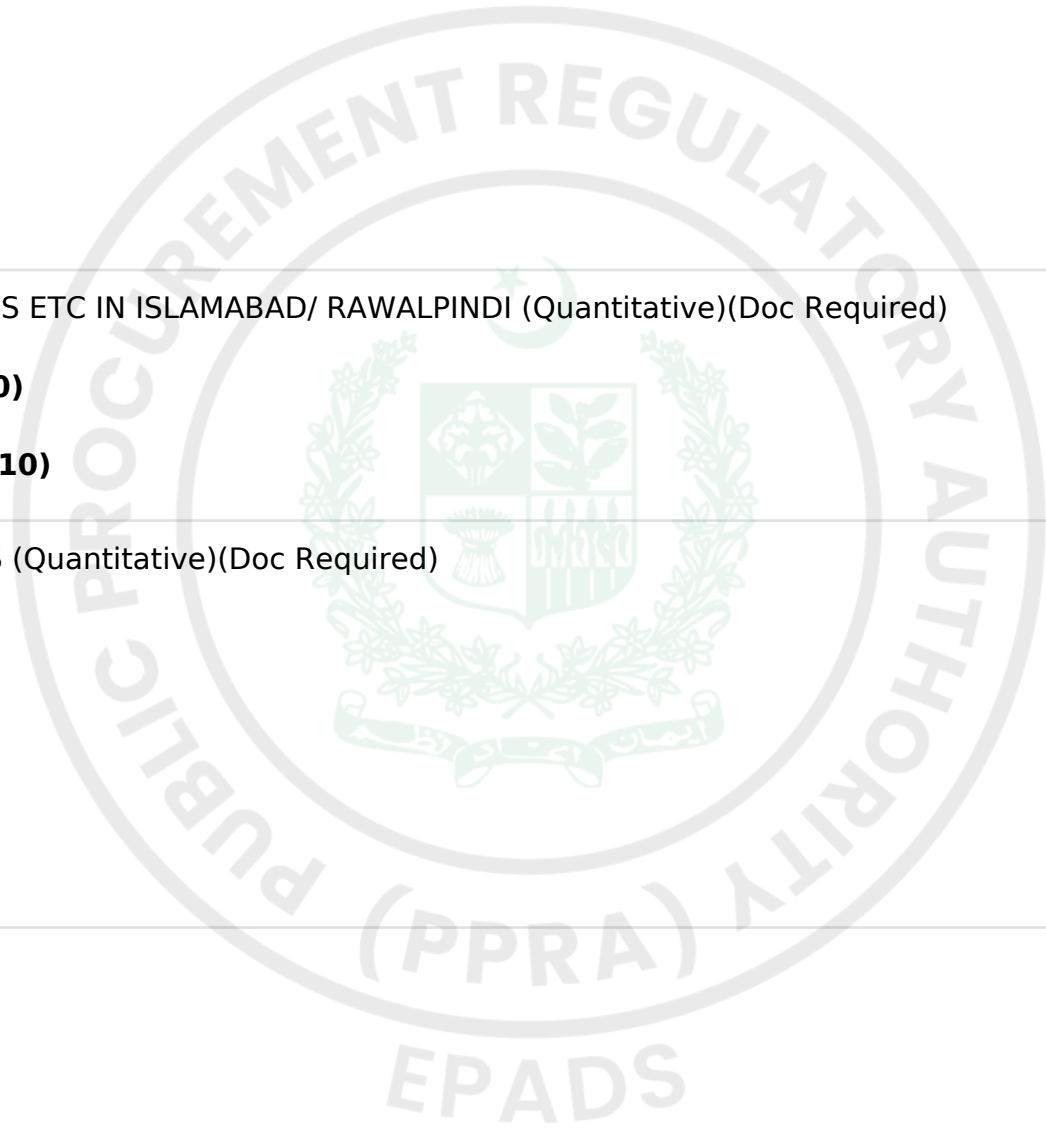 PUBLIC PROCUREMENT REGULATORY AUTHORITY
S ETC IN ISLAMABAD/ RAWALPINDI (Quantitative)(Doc Required)
0)
10)
(Quantitative)(Doc Required)
(PPRA)
EPADS